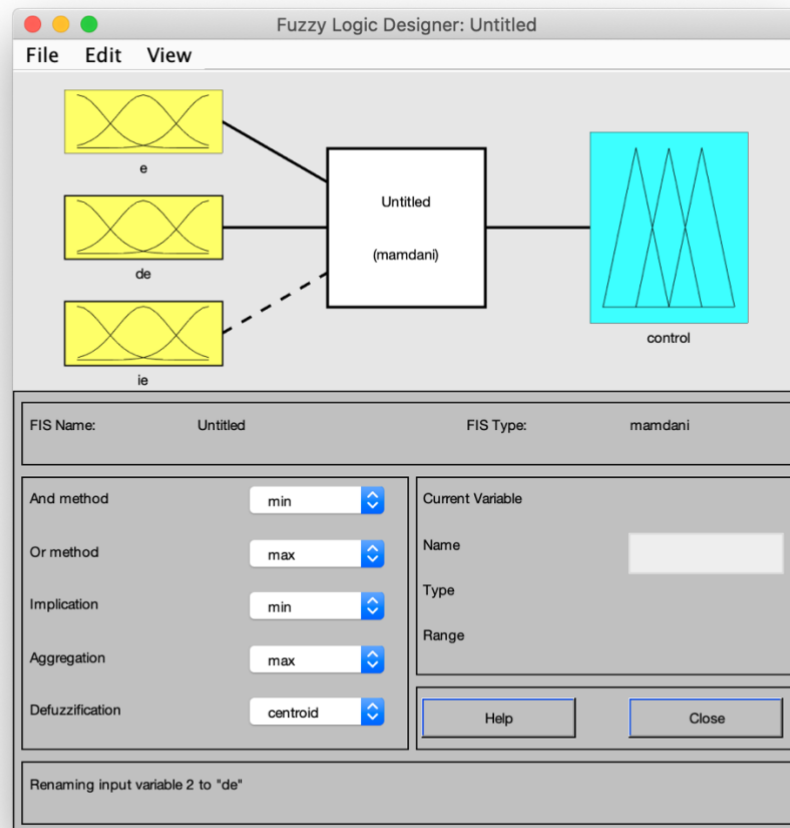 Fuzzy Logic Designer: Untitled
File Edit View
e
de
ie
Untitled
(mamdani)
control
FIS Name: Untitled FIS Type: mamdani
And method min
Or method max
Implication min
Aggregation max
Defuzzification centroid
Current Variable
Name
Type
Range
Help Close
Renaming input variable 2 to "de"